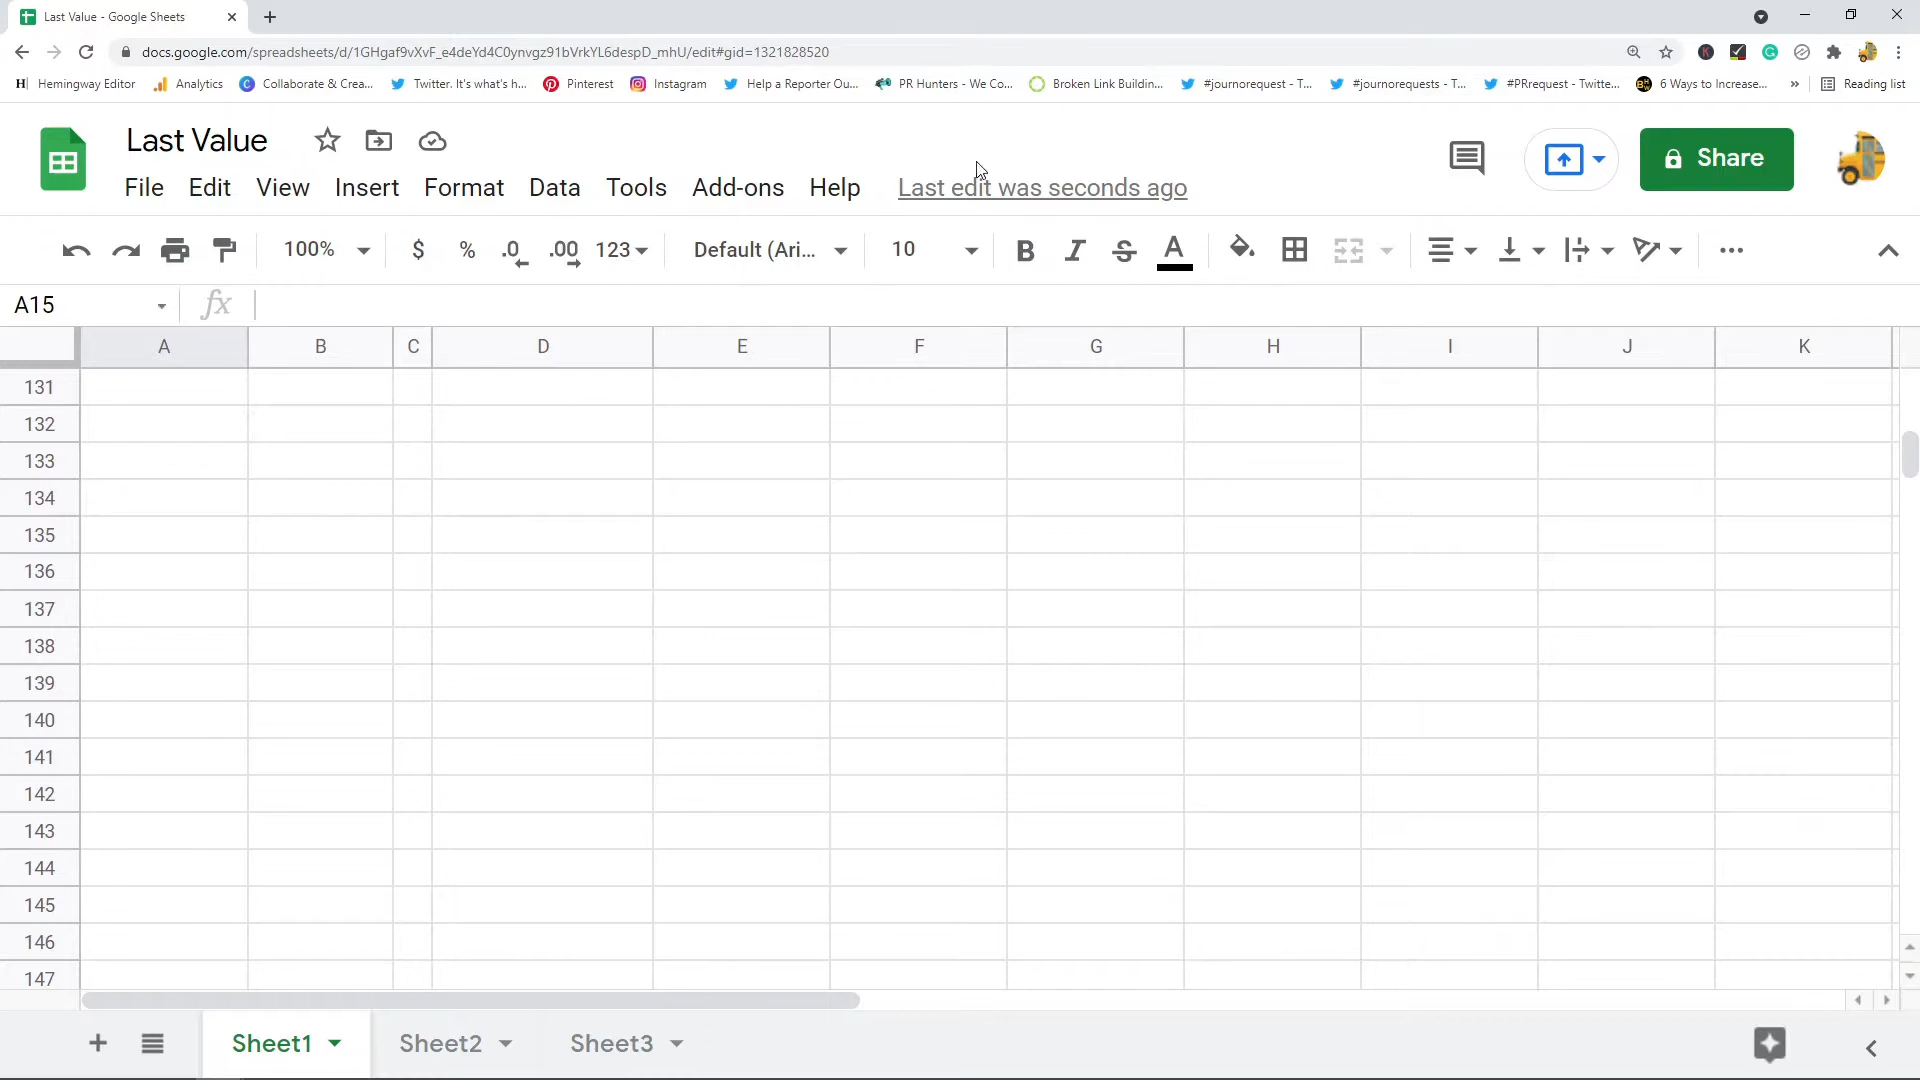 Last Value - Google Sheets
docs.google.com/spreadsheets/d/1GHgaf9vXvF_e4deYd4C0ynvgz91bVrkYL6despD_mhU/edit#gid=1321828520
Hemingway Editor Analytics Collaborate & Crea... Twitter. It's what's h... Pinterest Instagram Help a Reporter Ou... PR Hunters - We Co... Broken Link Building... #journorequest - T... #journorequests - T... #PRrequest - Twitte... 6 Ways to Increase... » Reading list
Last Value
Share
File Edit View Insert Format Data Tools Add-ons Help Last edit was seconds ago
100% $ % .0 .00 123 Default (Ari... 10 B I S A
A15 fx
A B C D E F G H I J K
131
132
133
134
135
136
137
138
139
140
141
142
143
144
145
146
147
Sheet1 Sheet2 Sheet3